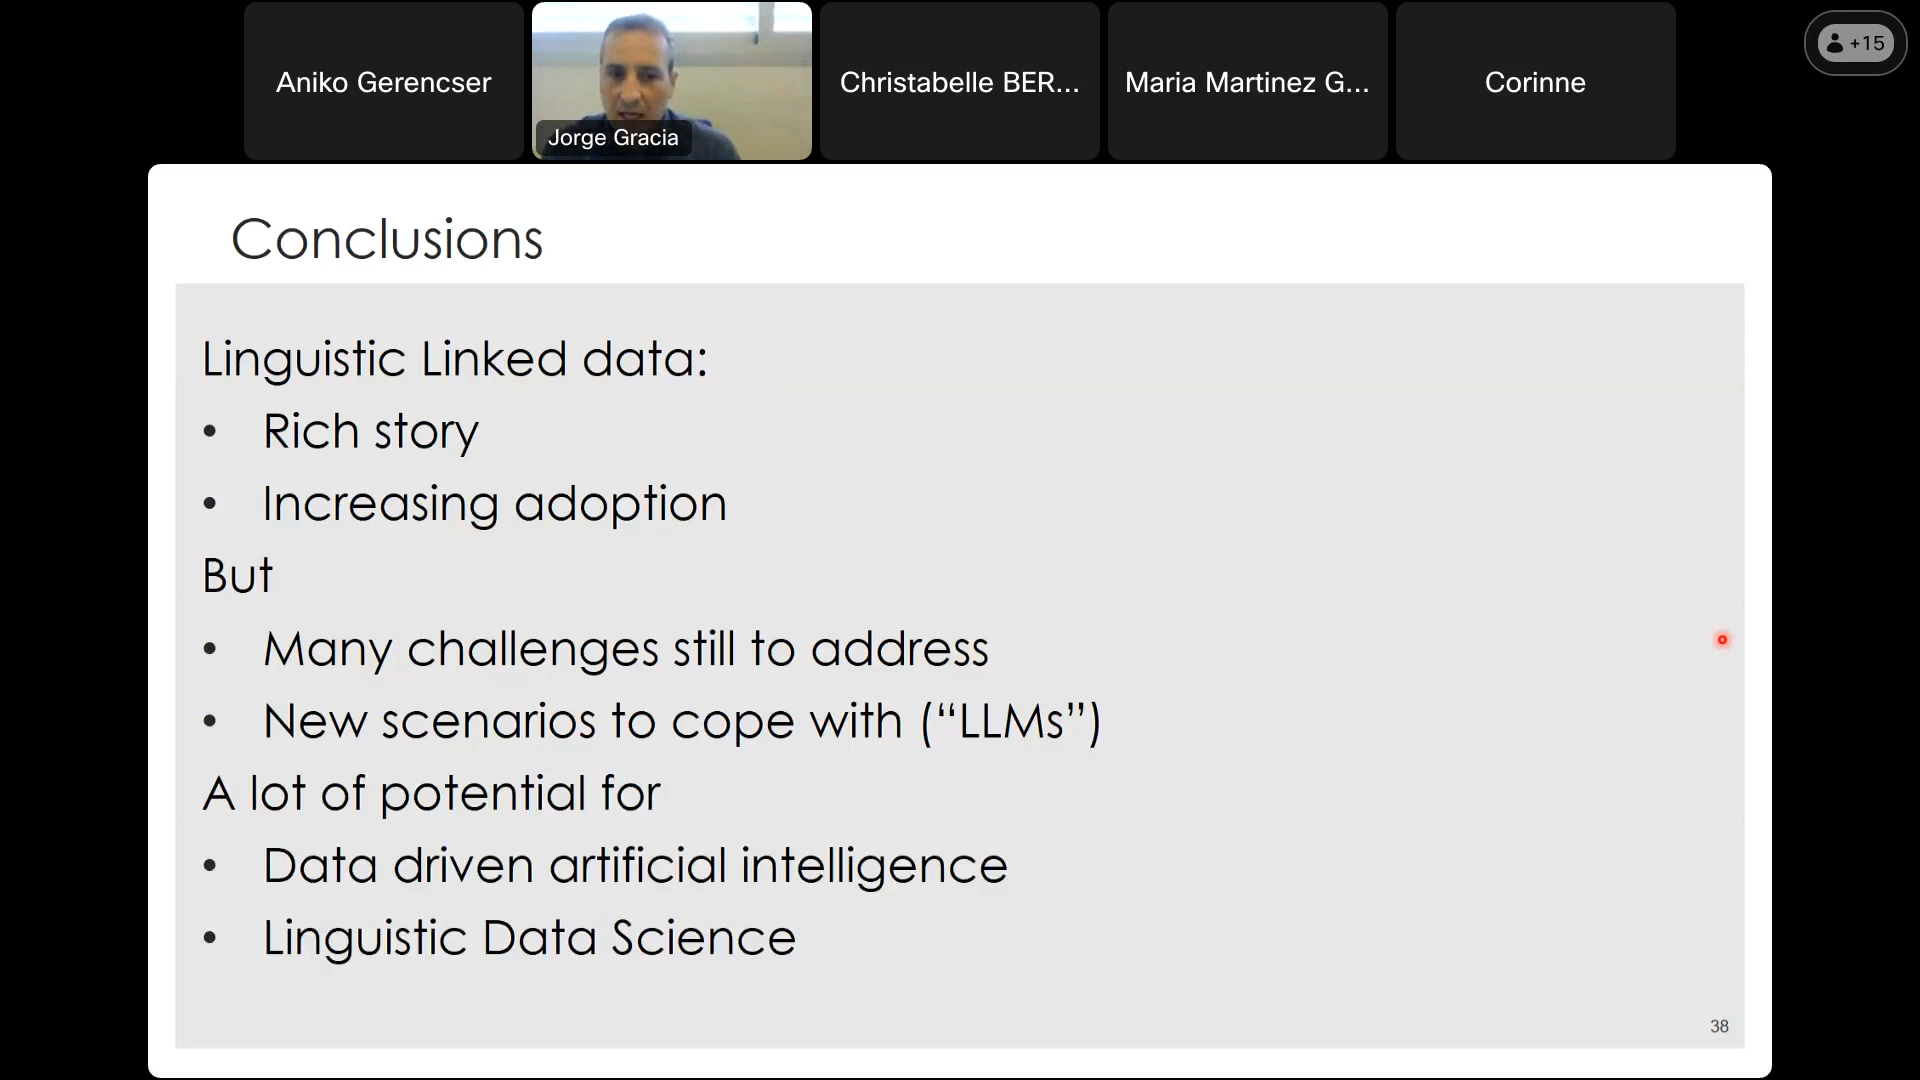 Aniko Gerencser
Jorge Gracia
Christabelle BER...
Maria Martinez G...
Corinne
+15
Conclusions
Linguistic Linked data:
• Rich story
• Increasing adoption
But
• Many challenges still to address
• New scenarios to cope with (“LLMs”)
A lot of potential for
• Data driven artificial intelligence
• Linguistic Data Science
38